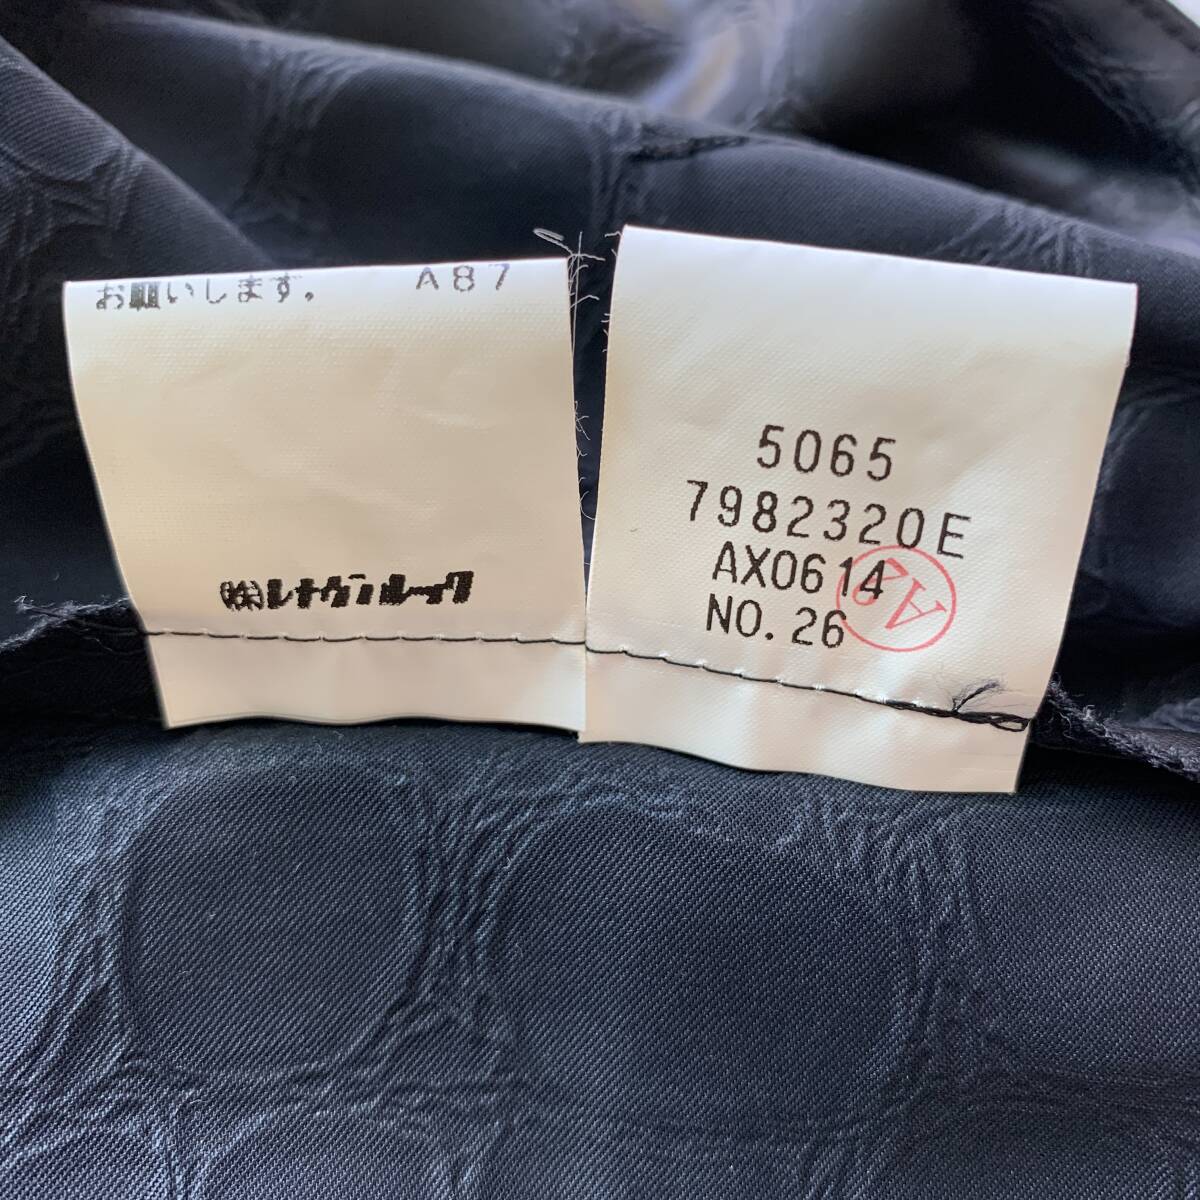 お願いします。 A87
㈱レナウンルック
5065
7982320E
AX0614
NO. 26
A2